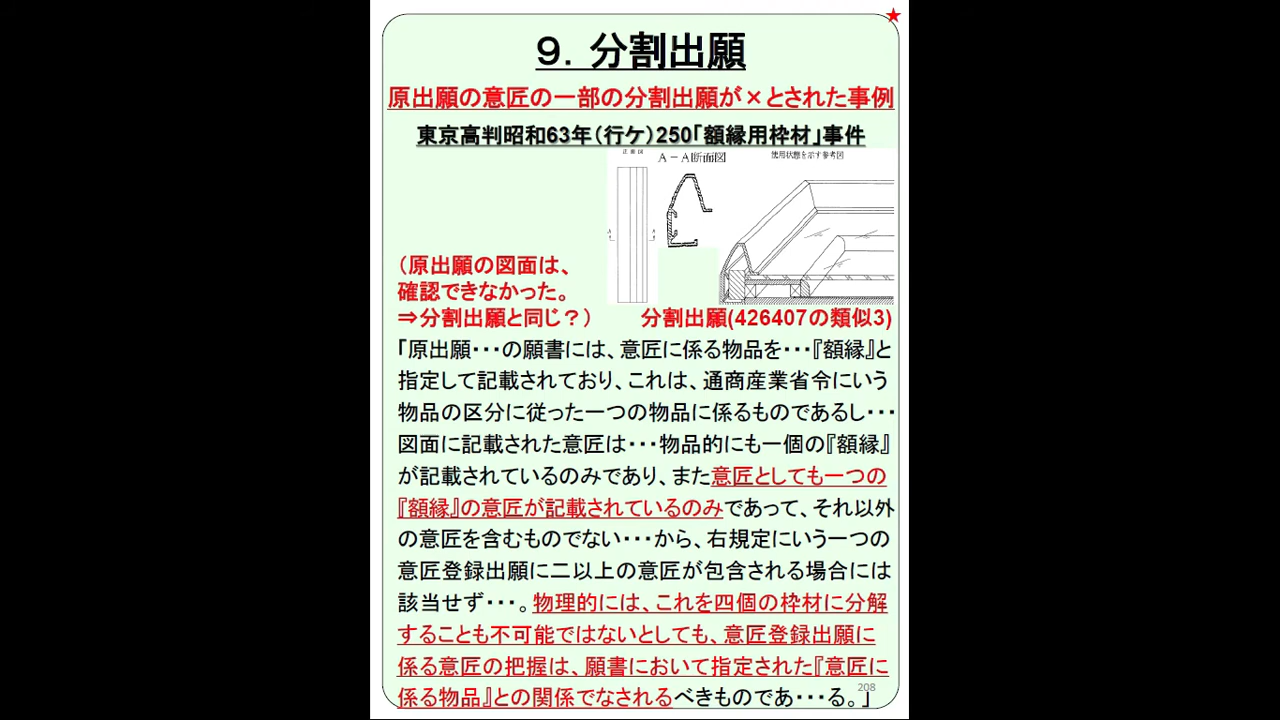 ９．分割出願
原出願の意匠の一部の分割出願が×とされた事例
東京高判昭和63年（行ケ）250｢額縁用枠材｣事件
正面図
A－A断面図
使用状態を示す参考図
A
A
（原出願の図面は、
確認できなかった。
⇒分割出願と同じ？）
分割出願(426407の類似3)
｢原出願･･･の願書には、意匠に係る物品を･･･『額縁』と
指定して記載されており、これは、通商産業省令にいう
物品の区分に従った一つの物品に係るものであるし･･･
図面に記載された意匠は･･･物品的にも一個の『額縁』
が記載されているのみであり、また意匠としても一つの
『額縁』の意匠が記載されているのみであって、それ以外
の意匠を含むものでない･･･から、右規定にいう一つの
意匠登録出願に二以上の意匠が包含される場合には
該当せず･･･。物理的には、これを四個の枠材に分解
することも不可能ではないとしても、意匠登録出願に
係る意匠の把握は、願書において指定された『意匠に
係る物品』との関係でなされるべきものであ･･･る。｣
208